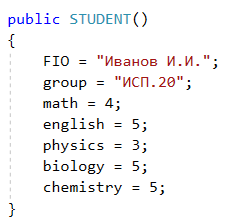 public STUDENT()
{
FIO = "Иванов И.И.";
group = "ИСП.20";
math = 4;
english = 5;
physics = 3;
biology = 5;
chemistry = 5;
}